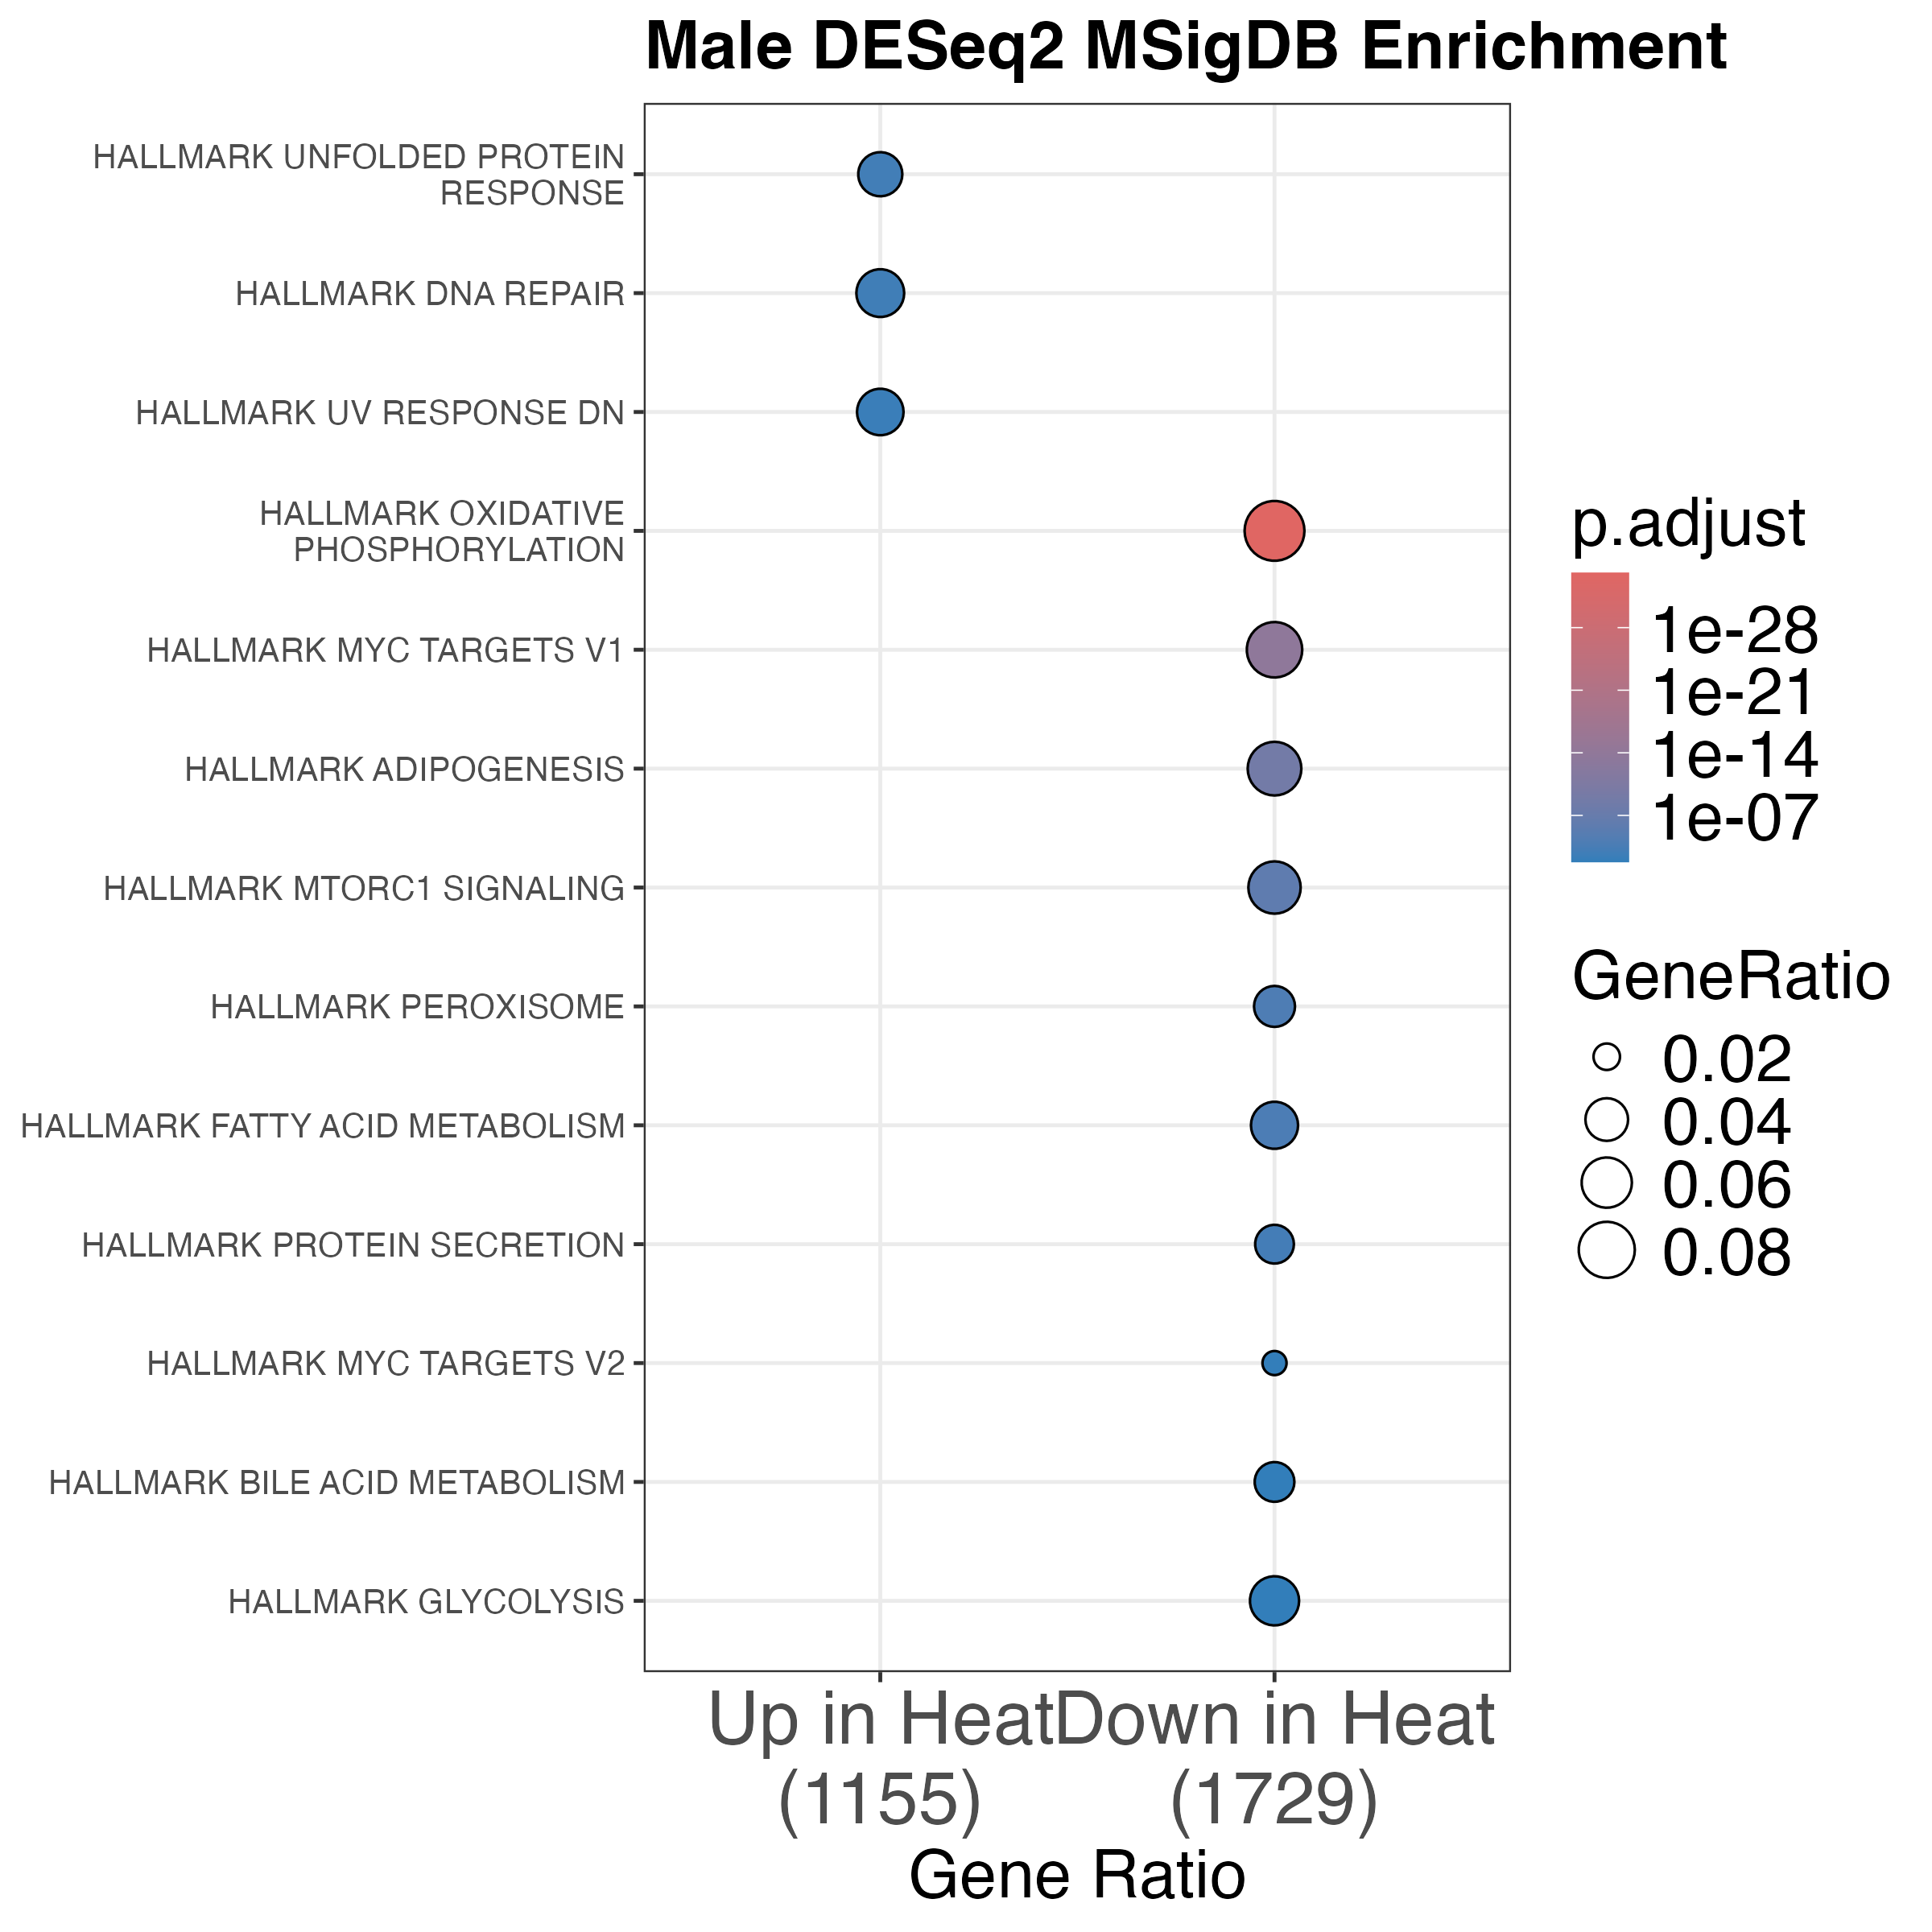 Male DESeq2 MSigDB Enrichment
HALLMARK UNFOLDED PROTEIN
RESPONSE
HALLMARK DNA REPAIR
HALLMARK UV RESPONSE DN
HALLMARK OXIDATIVE
PHOSPHORYLATION
HALLMARK MYC TARGETS V1
HALLMARK ADIPOGENESIS
HALLMARK MTORC1 SIGNALING
HALLMARK PEROXISOME
HALLMARK FATTY ACID METABOLISM
HALLMARK PROTEIN SECRETION
HALLMARK MYC TARGETS V2
HALLMARK BILE ACID METABOLISM
HALLMARK GLYCOLYSIS
Up in Heat
(1155)
Down in Heat
(1729)
Gene Ratio
p.adjust
1e-28
1e-21
1e-14
1e-07
GeneRatio
0.02
0.04
0.06
0.08